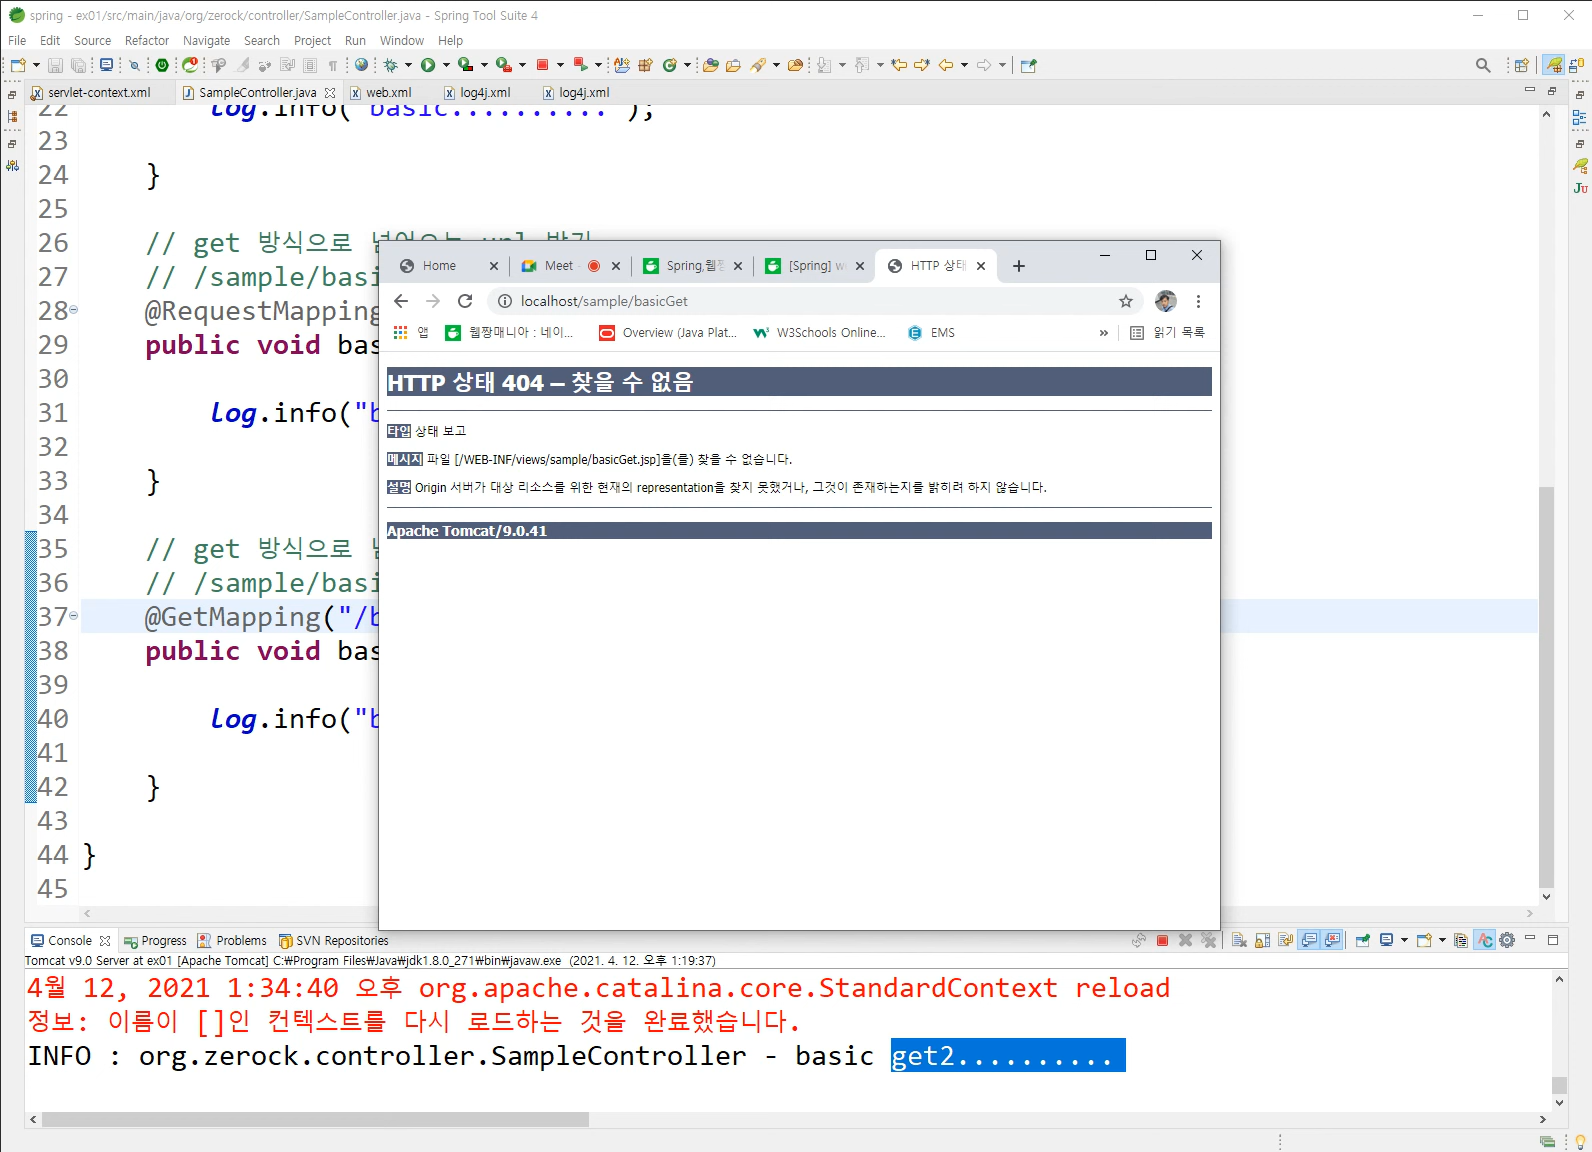 spring - ex01/src/main/java/org/zerock/controller/SampleController.java - Spring Tool Suite 4
File Edit Source Refactor Navigate Search Project Run Window Help
servlet-context.xml SampleController.java web.xml log4j.xml log4j.xml
22 log.info("basic..........");
23
24 }
25
26 // get 방식으로 넘어오는 url 받기
27 // /sample/basi
28 @RequestMapping
29 public void bas
30
31 log.info("b
32
33 }
34
35 // get 방식으로
36 // /sample/basi
37 @GetMapping("/b
38 public void bas
39
40 log.info("b
41
42 }
43
44 }
45
Home Meet Spring,웹 [Spring] w HTTP 상태
localhost/sample/basicGet
앱 웹짱매니아 : 네이... Overview (Java Plat... W3Schools Online... EMS » 읽기 목록
HTTP 상태 404 – 찾을 수 없음
타입 상태 보고
메시지 파일 [/WEB-INF/views/sample/basicGet.jsp]을(를) 찾을 수 없습니다.
설명 Origin 서버가 대상 리소스를 위한 현재의 representation을 찾지 못했거나, 그것이 존재하는지를 밝히려 하지 않습니다.
Apache Tomcat/9.0.41
Console Progress Problems SVN Repositories
Tomcat v9.0 Server at ex01 [Apache Tomcat] C:₩Program Files₩Java₩jdk1.8.0_271₩bin₩javaw.exe (2021. 4. 12. 오후 1:19:37)
4월 12, 2021 1:34:40 오후 org.apache.catalina.core.StandardContext reload
정보: 이름이 []인 컨텍스트를 다시 로드하는 것을 완료했습니다.
INFO : org.zerock.controller.SampleController - basic get2..........